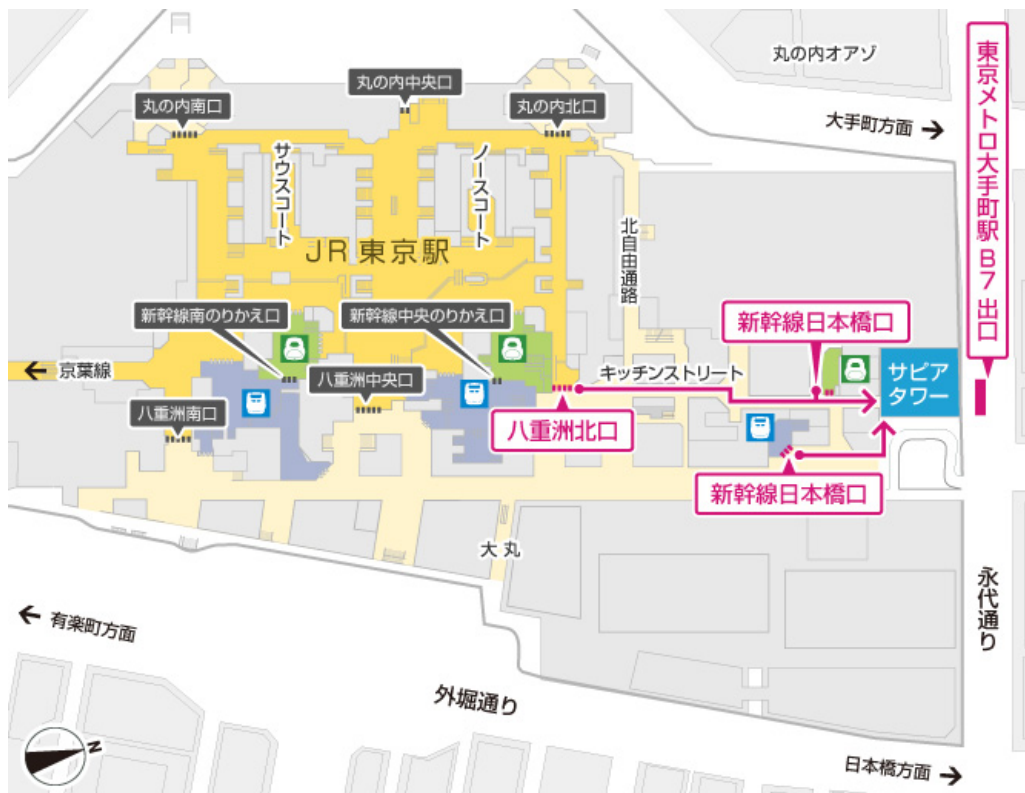 丸の内オアゾ
丸の内中央口
丸の内南口
丸の内北口
大手町方面
東京メトロ大手町駅 B7 出口
サウスコート
ノースコート
北自由通路
JR 東京駅
新幹線南のりかえ口
新幹線中央のりかえ口
新幹線日本橋口
京葉線
八重洲中央口
キッチンストリート
サピア
タワー
八重洲南口
八重洲北口
新幹線日本橋口
大丸
永代通り
有楽町方面
外堀通り
N
日本橋方面